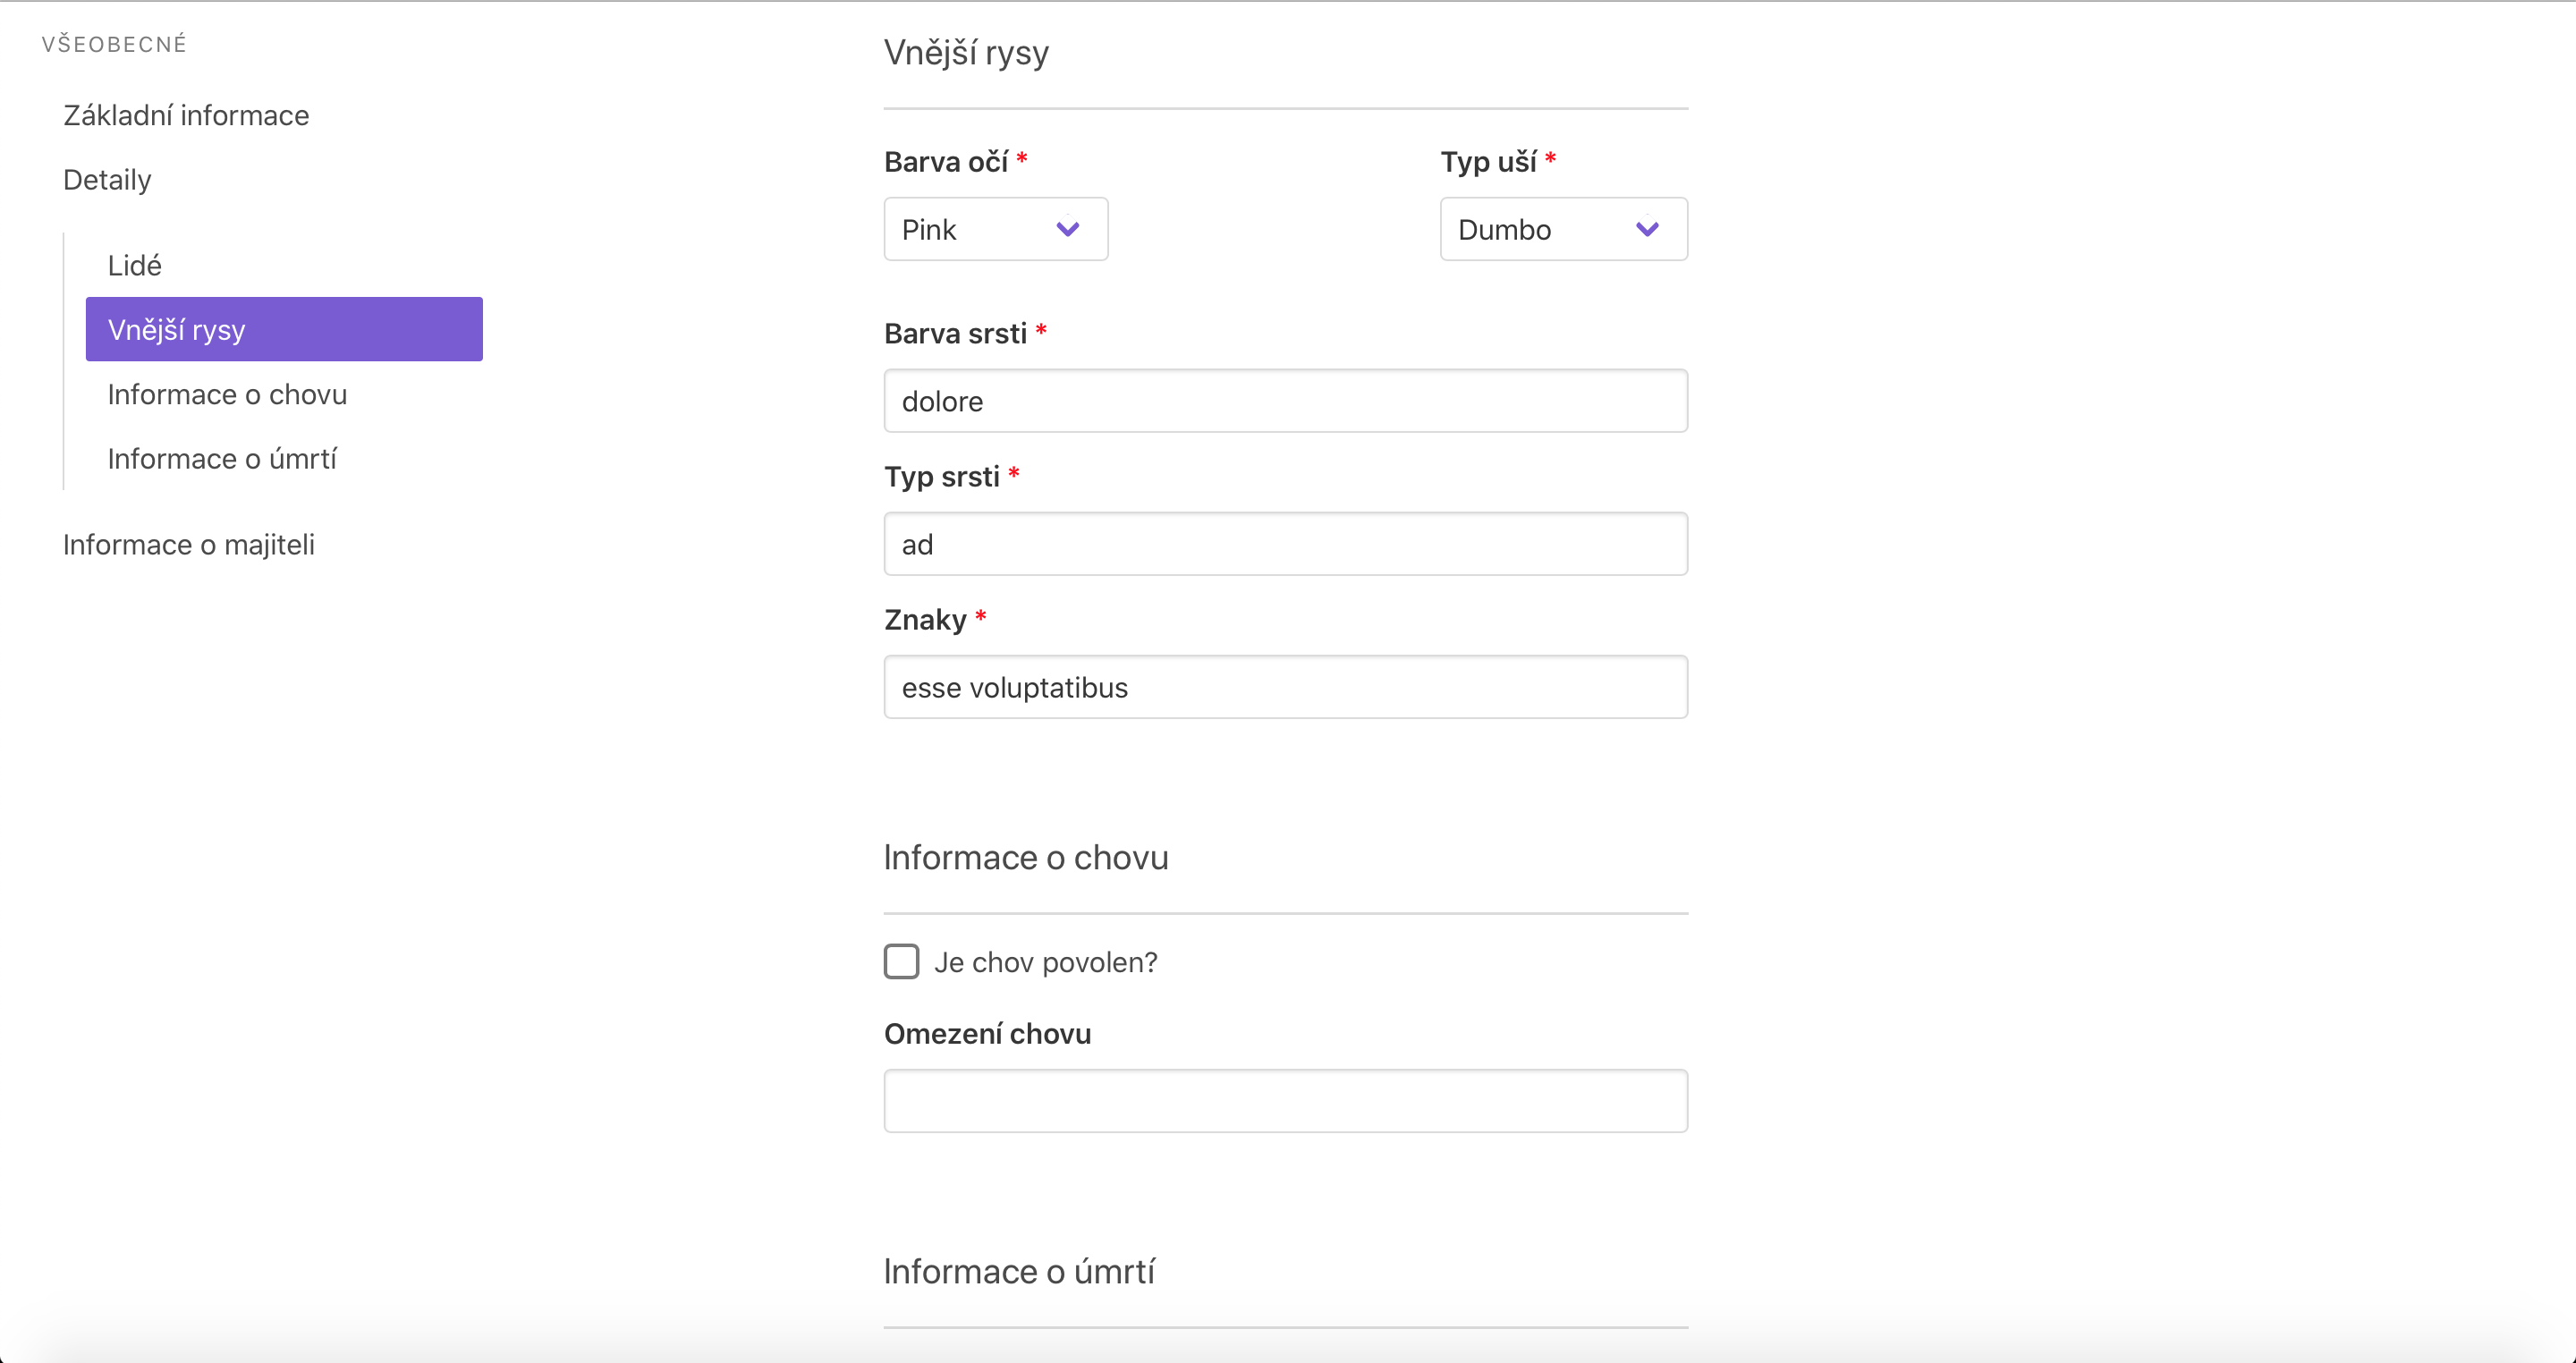 VŠEOBECNÉ
Základní informace
Detaily
Lidé
Vnější rysy
Informace o chovu
Informace o úmrtí
Informace o majiteli
Vnější rysy
Barva očí *
Typ uší *
Pink
Dumbo
Barva srsti *
dolore
Typ srsti *
ad
Znaky *
esse voluptatibus
Informace o chovu
Je chov povolen?
Omezení chovu
Informace o úmrtí